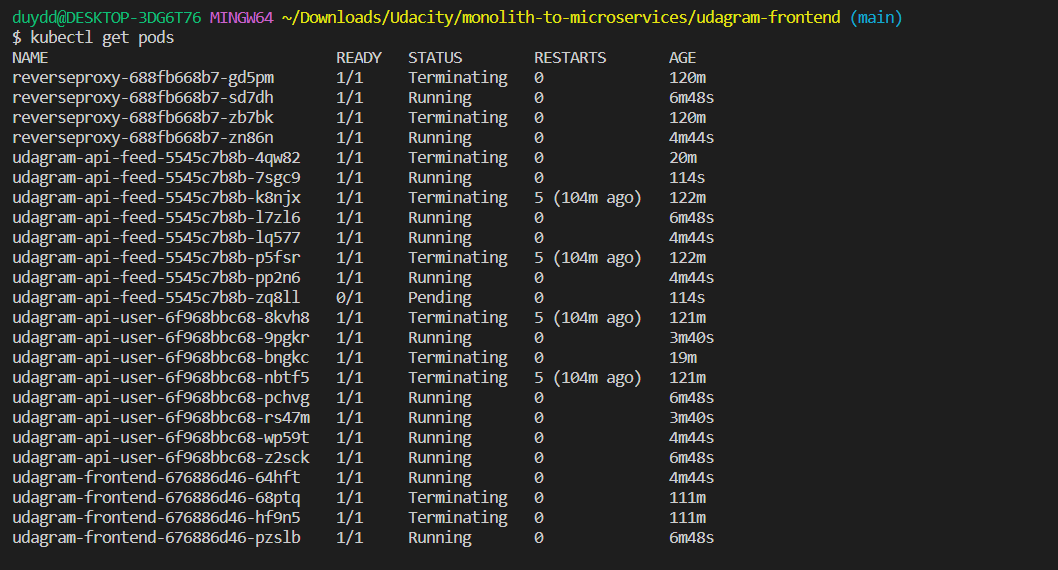 duydd@DESKTOP-3DG6T76 MINGW64 ~/Downloads/Udacity/monolith-to-microservices/udagram-frontend (main)
$ kubectl get pods
NAME READY STATUS RESTARTS AGE
reverseproxy-688fb668b7-gd5pm 1/1 Terminating 0 120m
reverseproxy-688fb668b7-sd7dh 1/1 Running 0 6m48s
reverseproxy-688fb668b7-zb7bk 1/1 Terminating 0 120m
reverseproxy-688fb668b7-zn86n 1/1 Running 0 4m44s
udagram-api-feed-5545c7b8b-4qw82 1/1 Terminating 0 20m
udagram-api-feed-5545c7b8b-7sgc9 1/1 Running 0 114s
udagram-api-feed-5545c7b8b-k8njx 1/1 Terminating 5 (104m ago) 122m
udagram-api-feed-5545c7b8b-l7zl6 1/1 Running 0 6m48s
udagram-api-feed-5545c7b8b-lq577 1/1 Running 0 4m44s
udagram-api-feed-5545c7b8b-p5fsr 1/1 Terminating 5 (104m ago) 122m
udagram-api-feed-5545c7b8b-pp2n6 1/1 Running 0 4m44s
udagram-api-feed-5545c7b8b-zq8ll 0/1 Pending 0 114s
udagram-api-user-6f968bbc68-8kvh8 1/1 Terminating 5 (104m ago) 121m
udagram-api-user-6f968bbc68-9pgkr 1/1 Running 0 3m40s
udagram-api-user-6f968bbc68-bngkc 1/1 Terminating 0 19m
udagram-api-user-6f968bbc68-nbtf5 1/1 Terminating 5 (104m ago) 121m
udagram-api-user-6f968bbc68-pchvg 1/1 Running 0 6m48s
udagram-api-user-6f968bbc68-rs47m 1/1 Running 0 3m40s
udagram-api-user-6f968bbc68-wp59t 1/1 Running 0 4m44s
udagram-api-user-6f968bbc68-z2sck 1/1 Running 0 6m48s
udagram-frontend-676886d46-64hft 1/1 Running 0 4m44s
udagram-frontend-676886d46-68ptq 1/1 Terminating 0 111m
udagram-frontend-676886d46-hf9n5 1/1 Terminating 0 111m
udagram-frontend-676886d46-pzslb 1/1 Running 0 6m48s